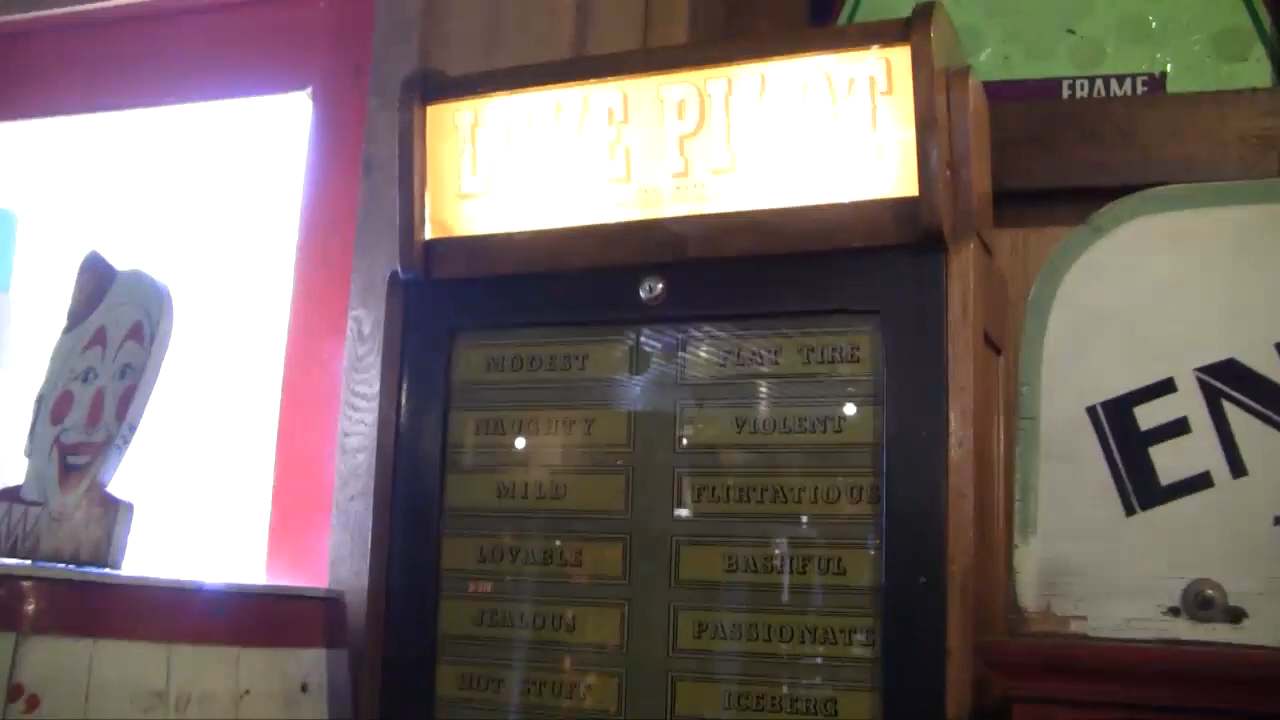 LOVE PILOT
FRAME
MODEST
FLAT TIRE
NAUGHTY
VIOLENT
MILD
FLIRTATIOUS
LOVABLE
BASHFUL
JEALOUS
PASSIONATE
HOT STUFF
ICEBERG
EN